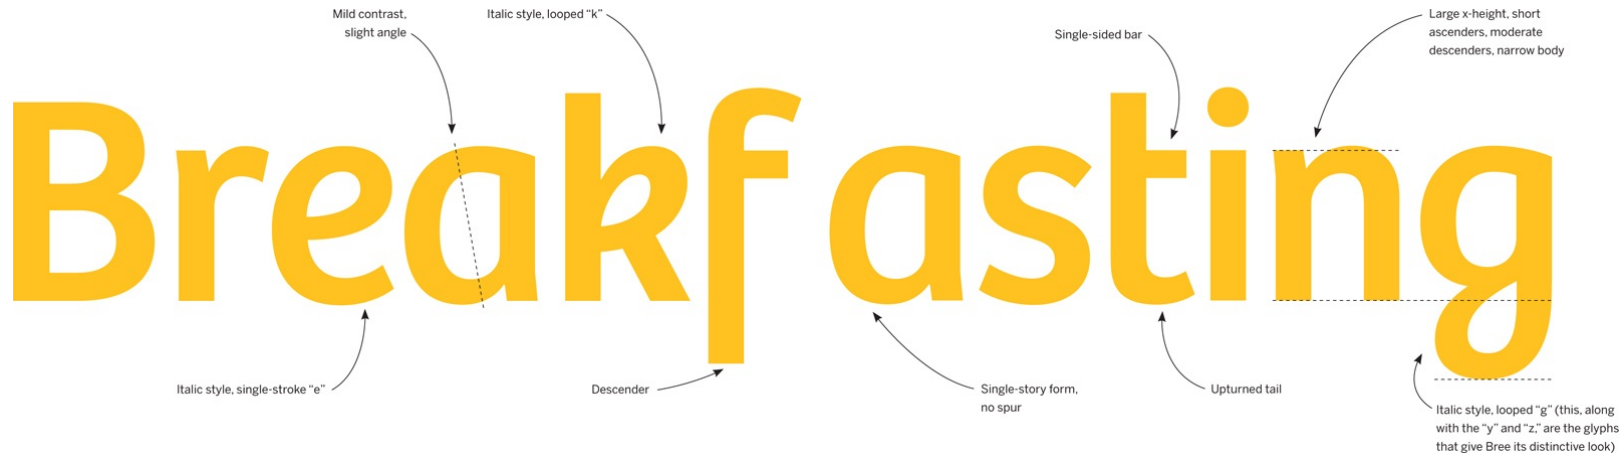 Mild contrast,
slight angle
Italic style, looped “k”
Single-sided bar
Large x-height, short
ascenders, moderate
descenders, narrow body
Breakfasting
Italic style, single-stroke “e”
Descender
Single-story form,
no spur
Upturned tail
Italic style, looped “g” (this, along
with the “y” and “z,” are the glyphs
that give Bree its distinctive look)